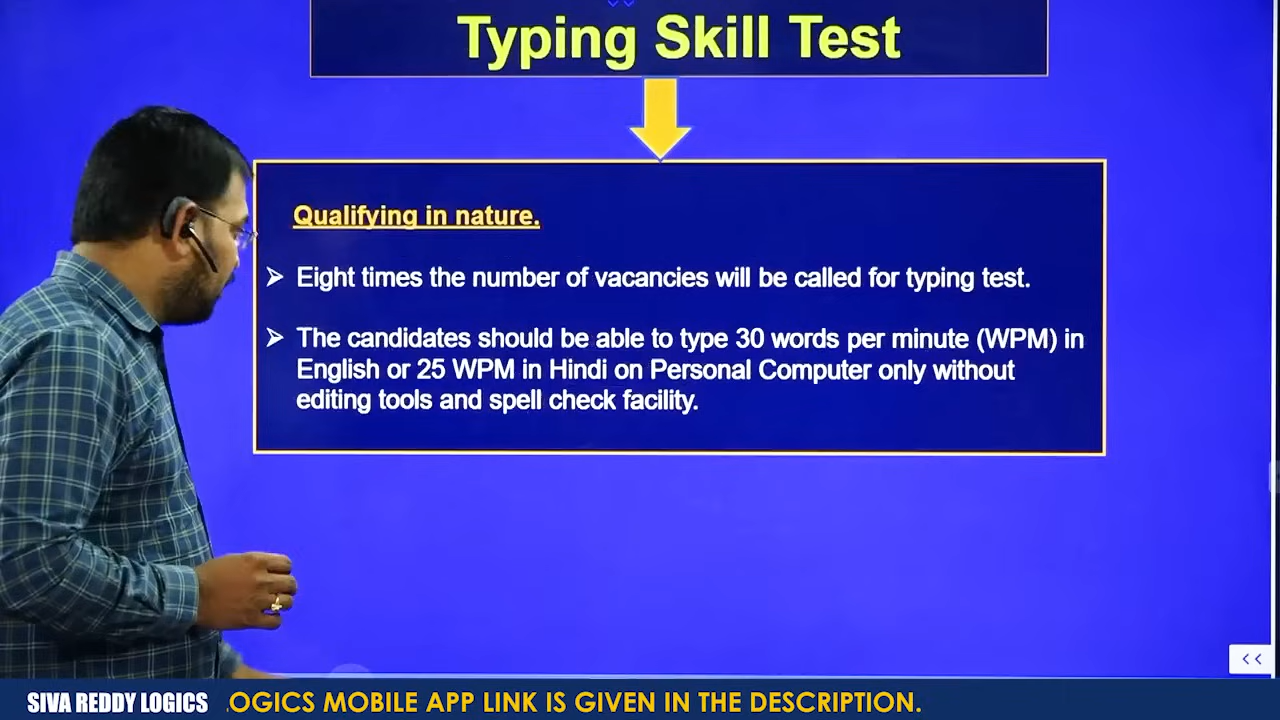 Typing Skill Test
Qualifying in nature.
➢ Eight times the number of vacancies will be called for typing test.
➢ The candidates should be able to type 30 words per minute (WPM) in
English or 25 WPM in Hindi on Personal Computer only without
editing tools and spell check facility.
SIVA REDDY LOGICS OGICS MOBILE APP LINK IS GIVEN IN THE DESCRIPTION.